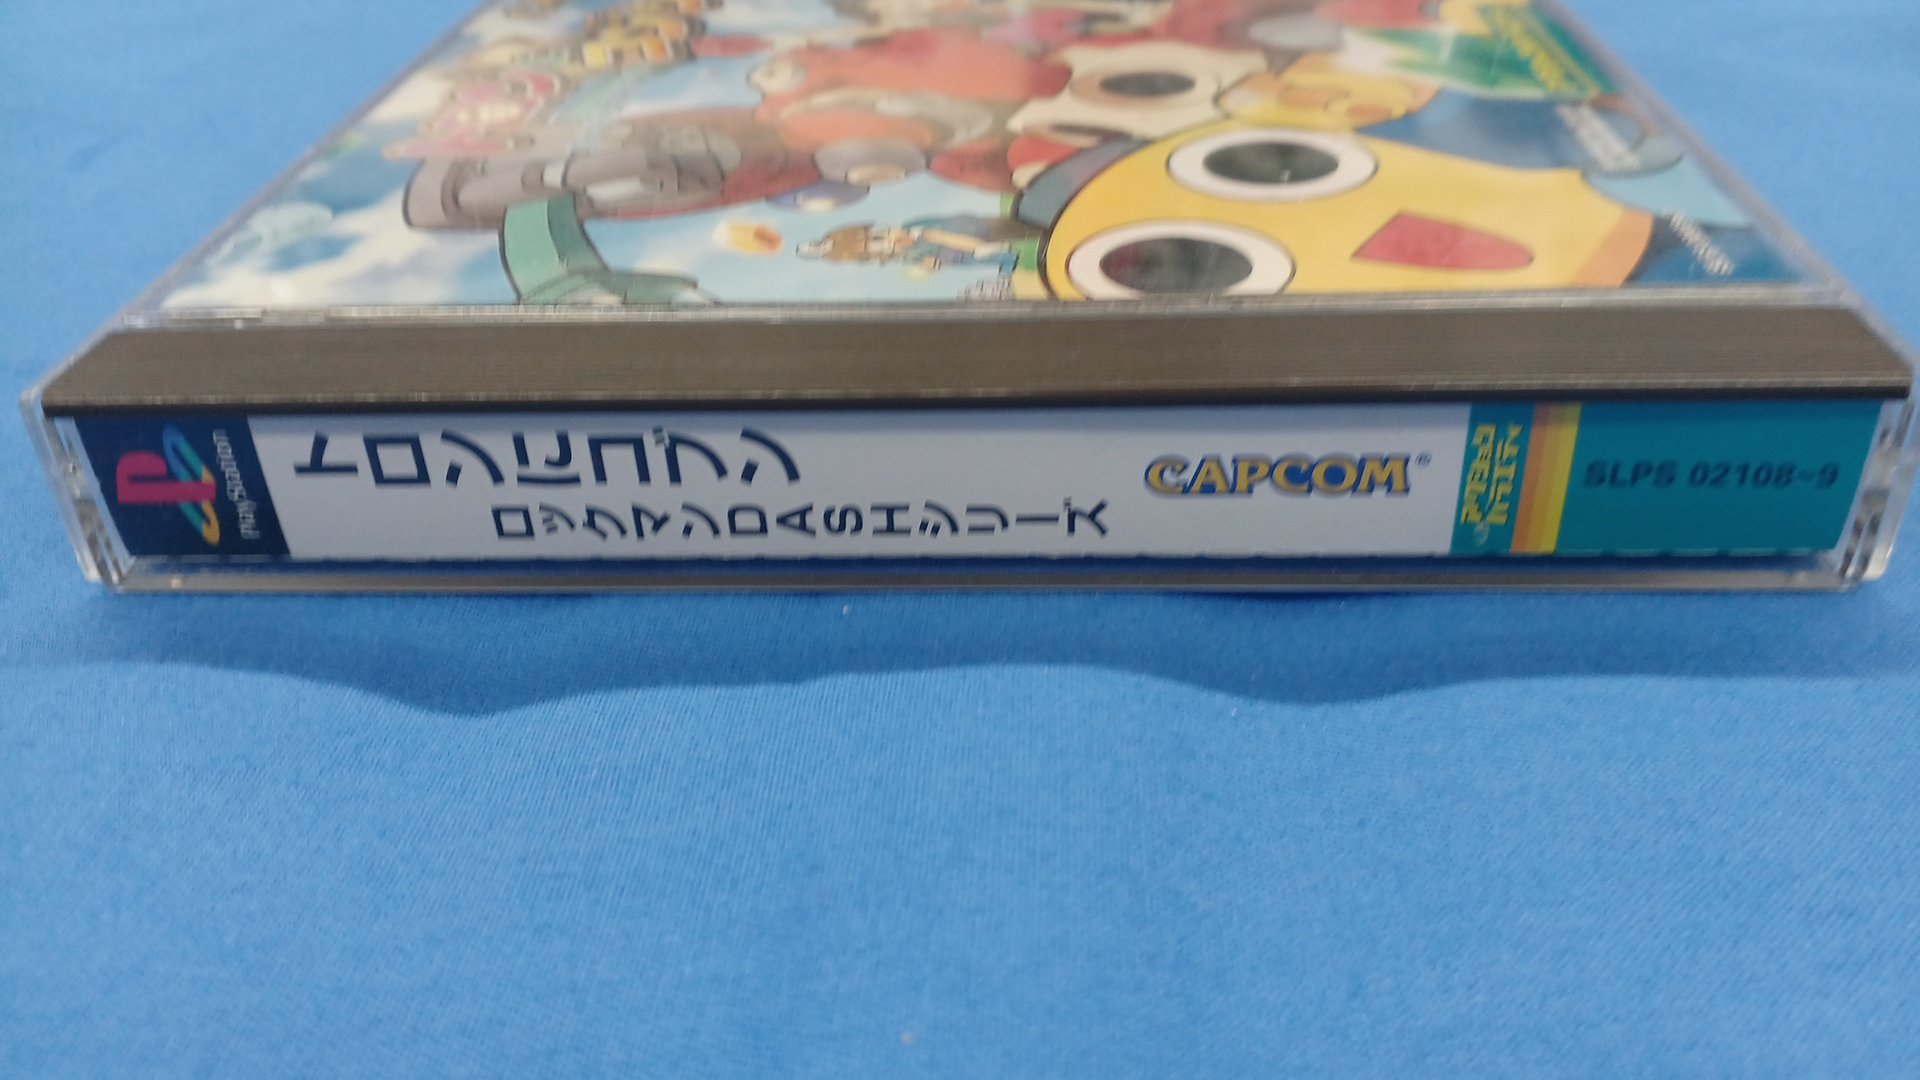 PlayStation
トロンにコブン
ロックマンDASHシリーズ
CAPCOM®
SLPS 02108~9